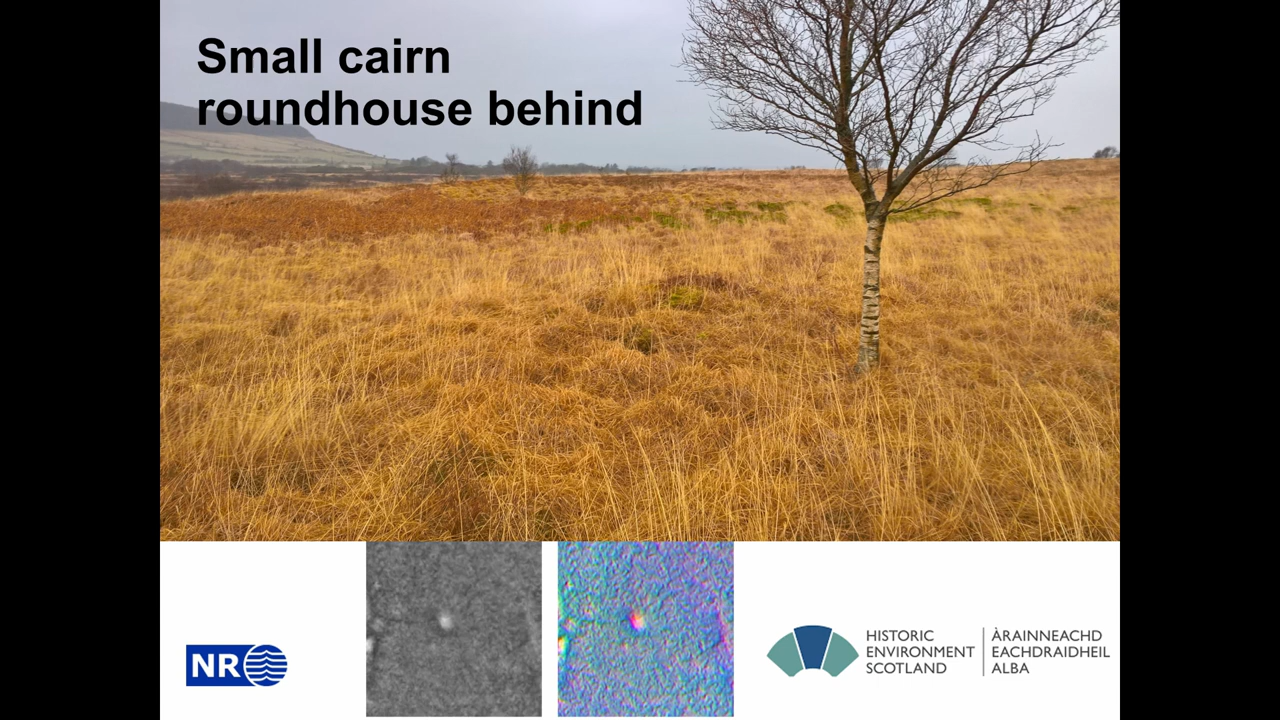 Small cairn
roundhouse behind
NR
HISTORIC
ENVIRONMENT
SCOTLAND
ÀRAINNEACHD
EACHDRAIDHEIL
ALBA